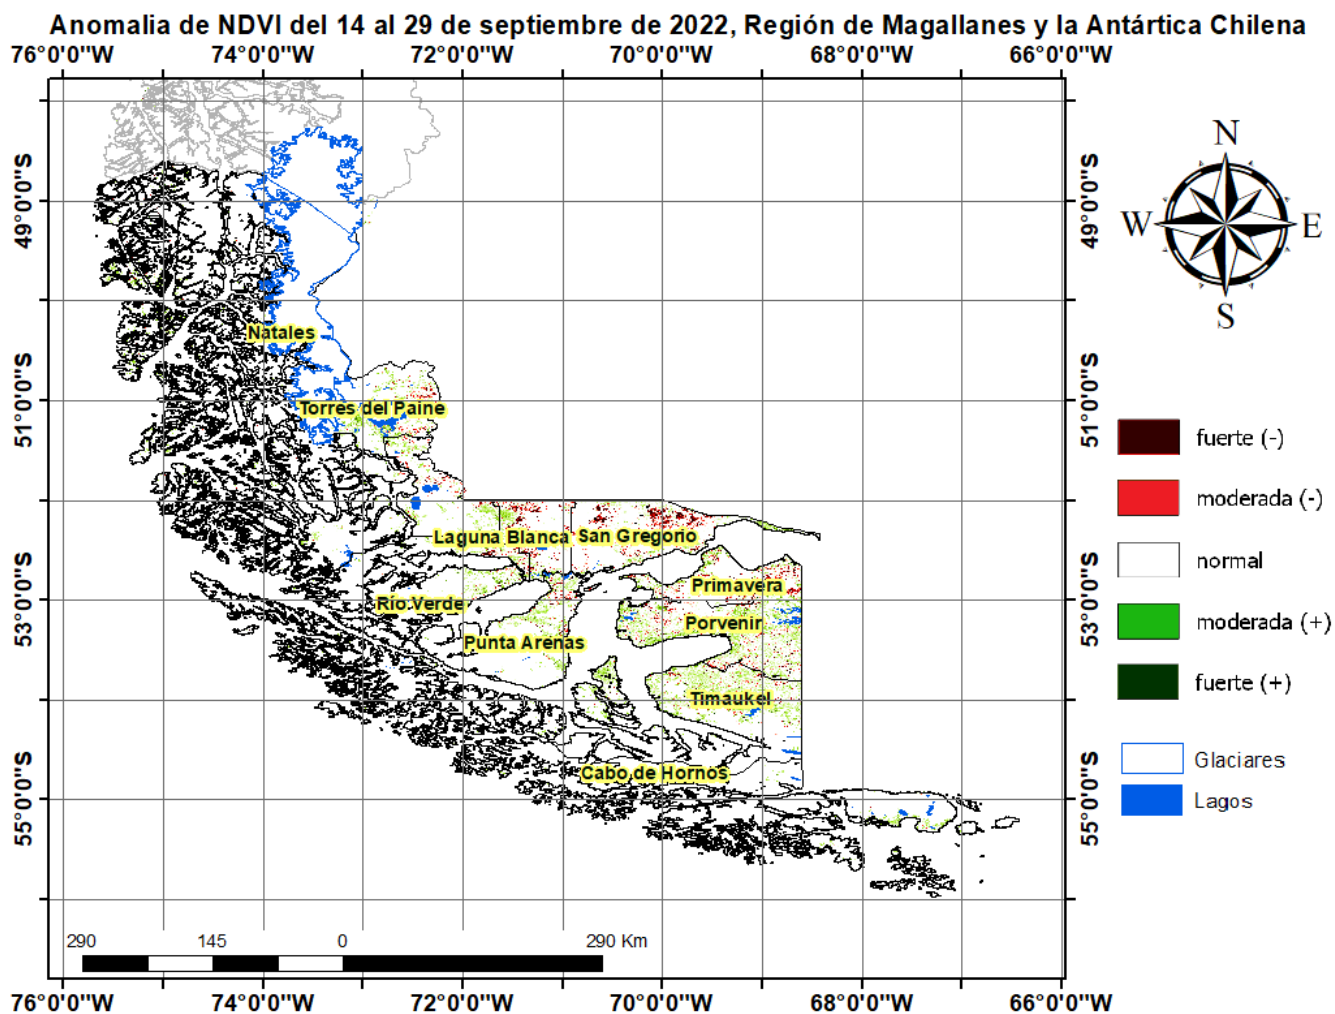 Anomalia de NDVI del 14 al 29 de septiembre de 2022, Región de Magallanes y la Antártica Chilena
76°0'0"W 74°0'0"W 72°0'0"W 70°0'0"W 68°0'0"W 66°0'0"W
N
W E
S
49°0'0"S 49°0'0"S
Natales
51°0'0"S 51°0'0"S
Torres del Paine
fuerte (-)
moderada (-)
Laguna Blanca San Gregorio
normal
Primavera
53°0'0"S 53°0'0"S
Río Verde
Porvenir
moderada (+)
Punta Arenas
fuerte (+)
Timaukel
Glaciares
Cabo de Hornos
Lagos
55°0'0"S 55°0'0"S
290 145 0 290 Km
76°0'0"W 74°0'0"W 72°0'0"W 70°0'0"W 68°0'0"W 66°0'0"W